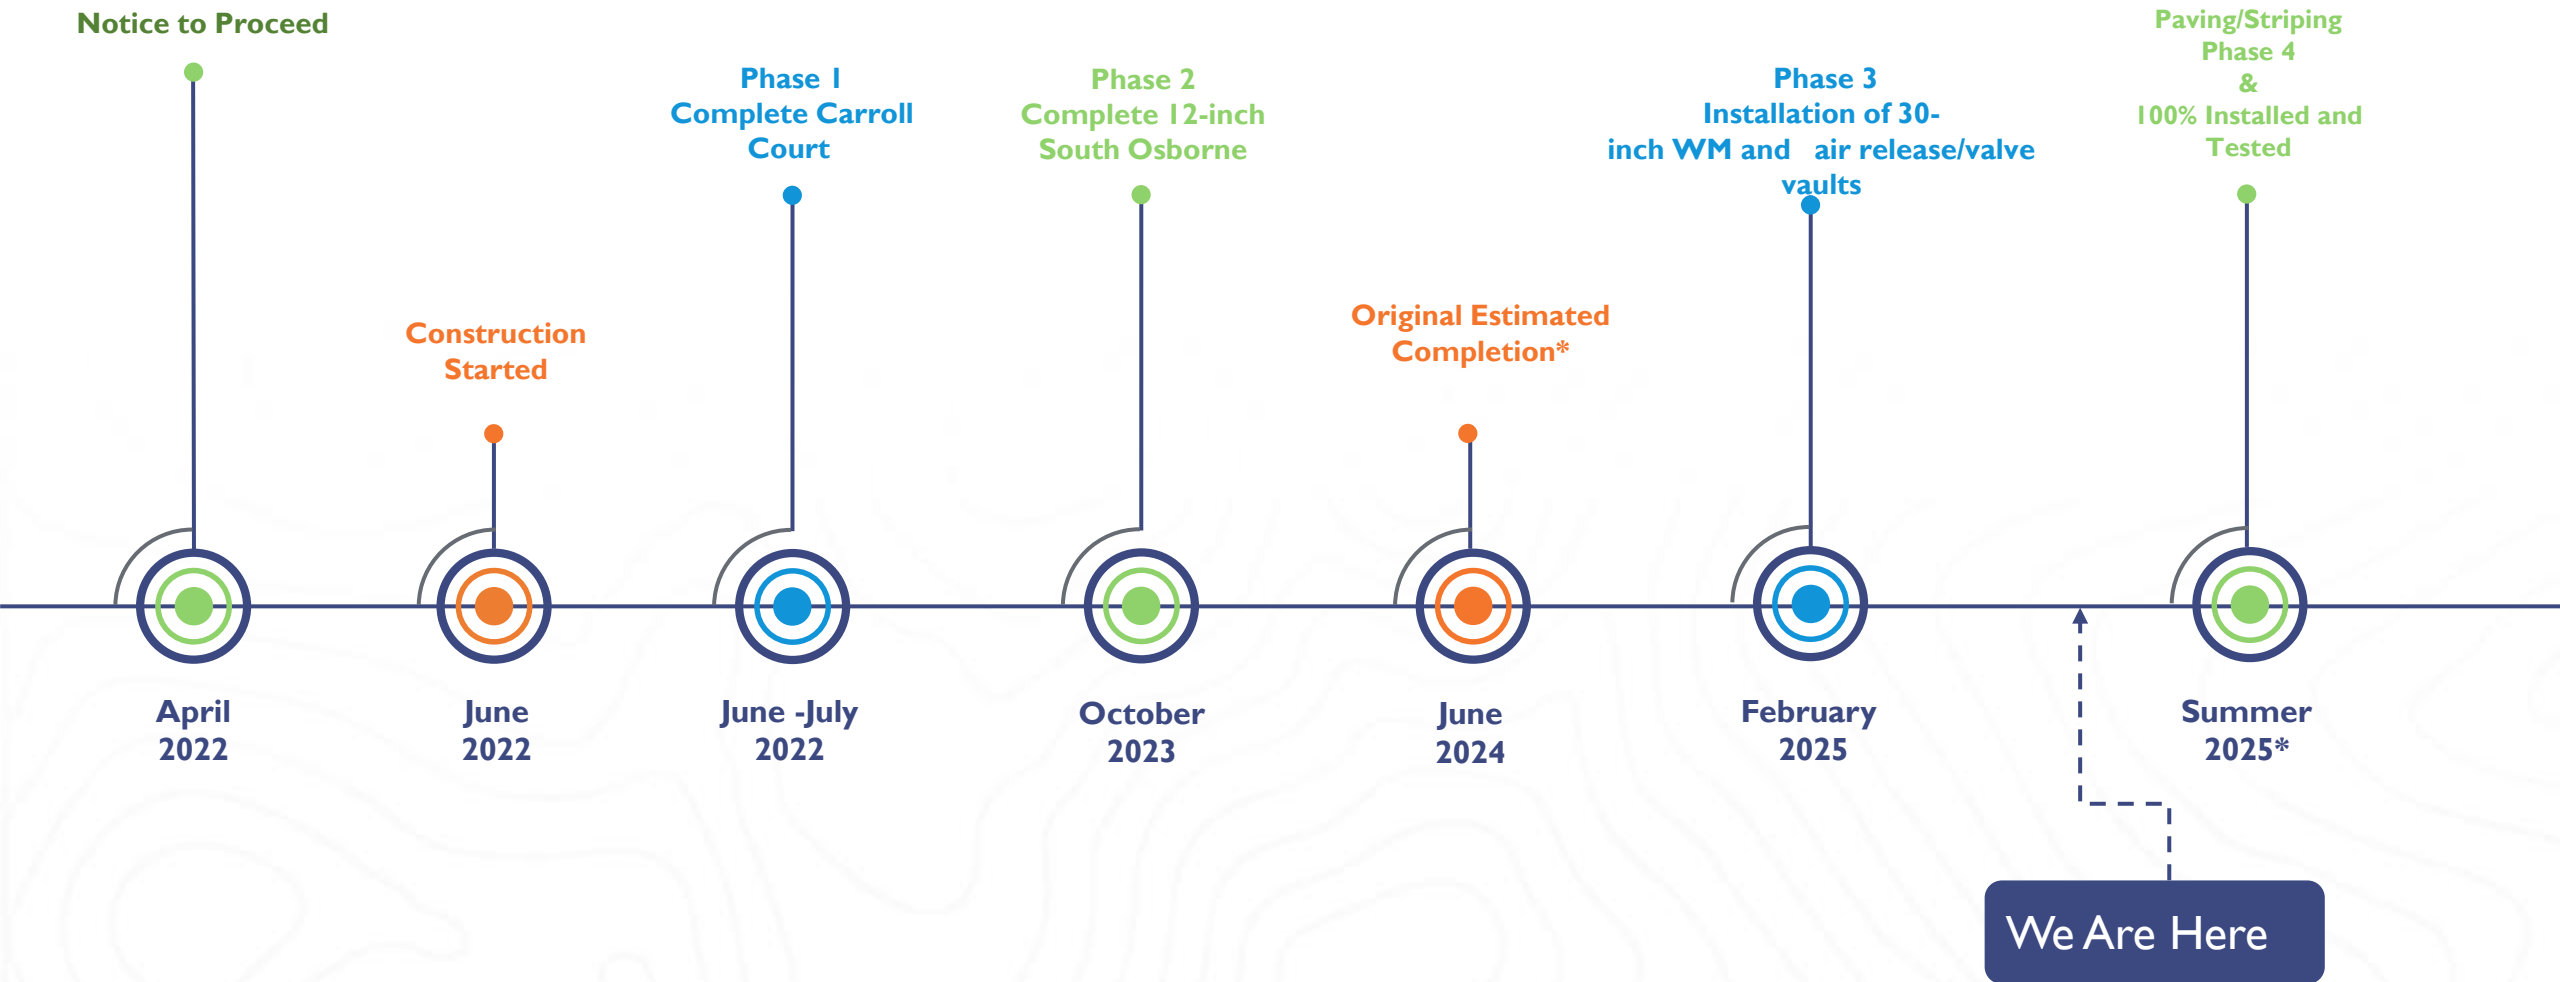 Notice to Proceed
Construction
Started
Phase 1
Complete Carroll
Court
Phase 2
Complete 12-inch
South Osborne
Original Estimated
Completion*
Phase 3
Installation of 30-
inch WM and air release/valve
vaults
Paving/Striping
Phase 4
&
100% Installed and
Tested
April
2022
June
2022
June -July
2022
October
2023
June
2024
February
2025
Summer
2025*
We Are Here